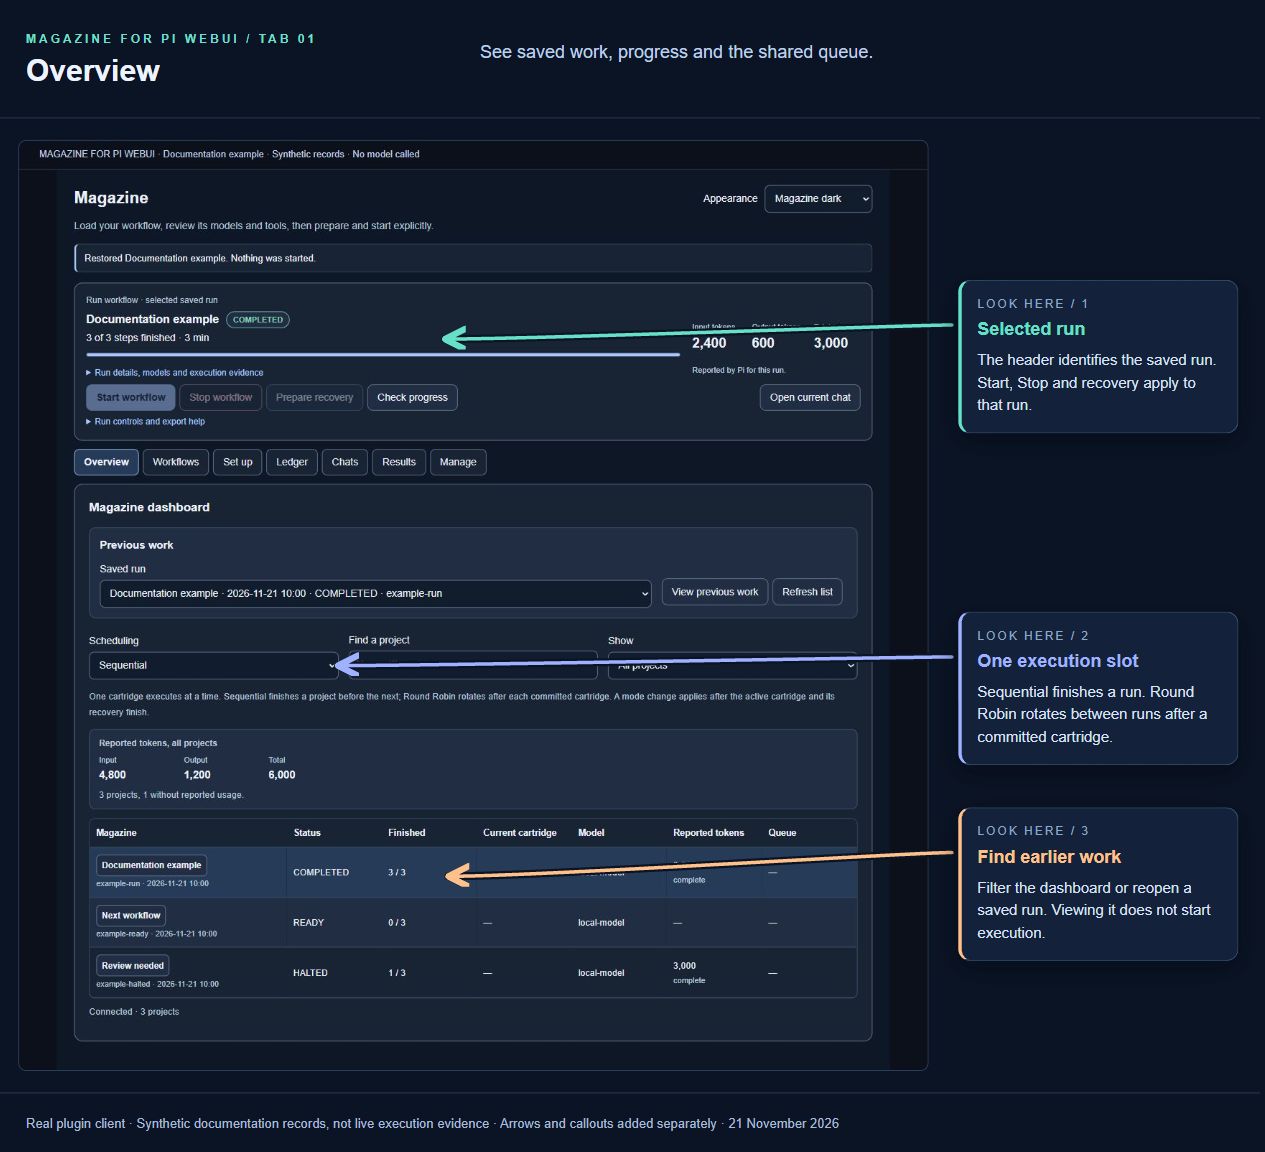 MAGAZINE FOR PI WEBUI / TAB 01
Overview
See saved work, progress and the shared queue.
MAGAZINE FOR PI WEBUI · Documentation example · Synthetic records · No model called
Magazine
Appearance
Magazine dark
Load your workflow, review its models and tools, then prepare and start explicitly.
Restored Documentation example. Nothing was started.
Run workflow · selected saved run
Documentation example
COMPLETED
3 of 3 steps finished · 3 min
Input tokens
2,400
600
3,000
Reported by Pi for this run.
Run details, models and execution evidence
Start workflow
Stop workflow
Prepare recovery
Check progress
Open current chat
Run controls and export help
Overview
Workflows
Set up
Ledger
Chats
Results
Manage
Magazine dashboard
Previous work
Saved run
Documentation example · 2026-11-21 10:00 · COMPLETED · example-run
View previous work
Refresh list
Scheduling
Find a project
Show
Sequential
All projects
One cartridge executes at a time. Sequential finishes a project before the next; Round Robin rotates after each committed cartridge. A mode change applies after the active cartridge and its
recovery finish.
Reported tokens, all projects
Input
Output
Total
4,800
1,200
6,000
3 projects, 1 without reported usage.
Magazine
Status
Finished
Current cartridge
Model
Reported tokens
Queue
Documentation example
example-run · 2026-11-21 10:00
COMPLETED
3 / 3
complete
—
Next workflow
example-ready · 2026-11-21 10:00
READY
0 / 3
—
local-model
—
—
Review needed
example-halted · 2026-11-21 10:00
HALTED
1 / 3
—
local-model
3,000
complete
—
Connected · 3 projects
LOOK HERE / 1
Selected run
The header identifies the saved run.
Start, Stop and recovery apply to
that run.
LOOK HERE / 2
One execution slot
Sequential finishes a run. Round
Robin rotates between runs after a
committed cartridge.
LOOK HERE / 3
Find earlier work
Filter the dashboard or reopen a
saved run. Viewing it does not start
execution.
Real plugin client · Synthetic documentation records, not live execution evidence · Arrows and callouts added separately · 21 November 2026